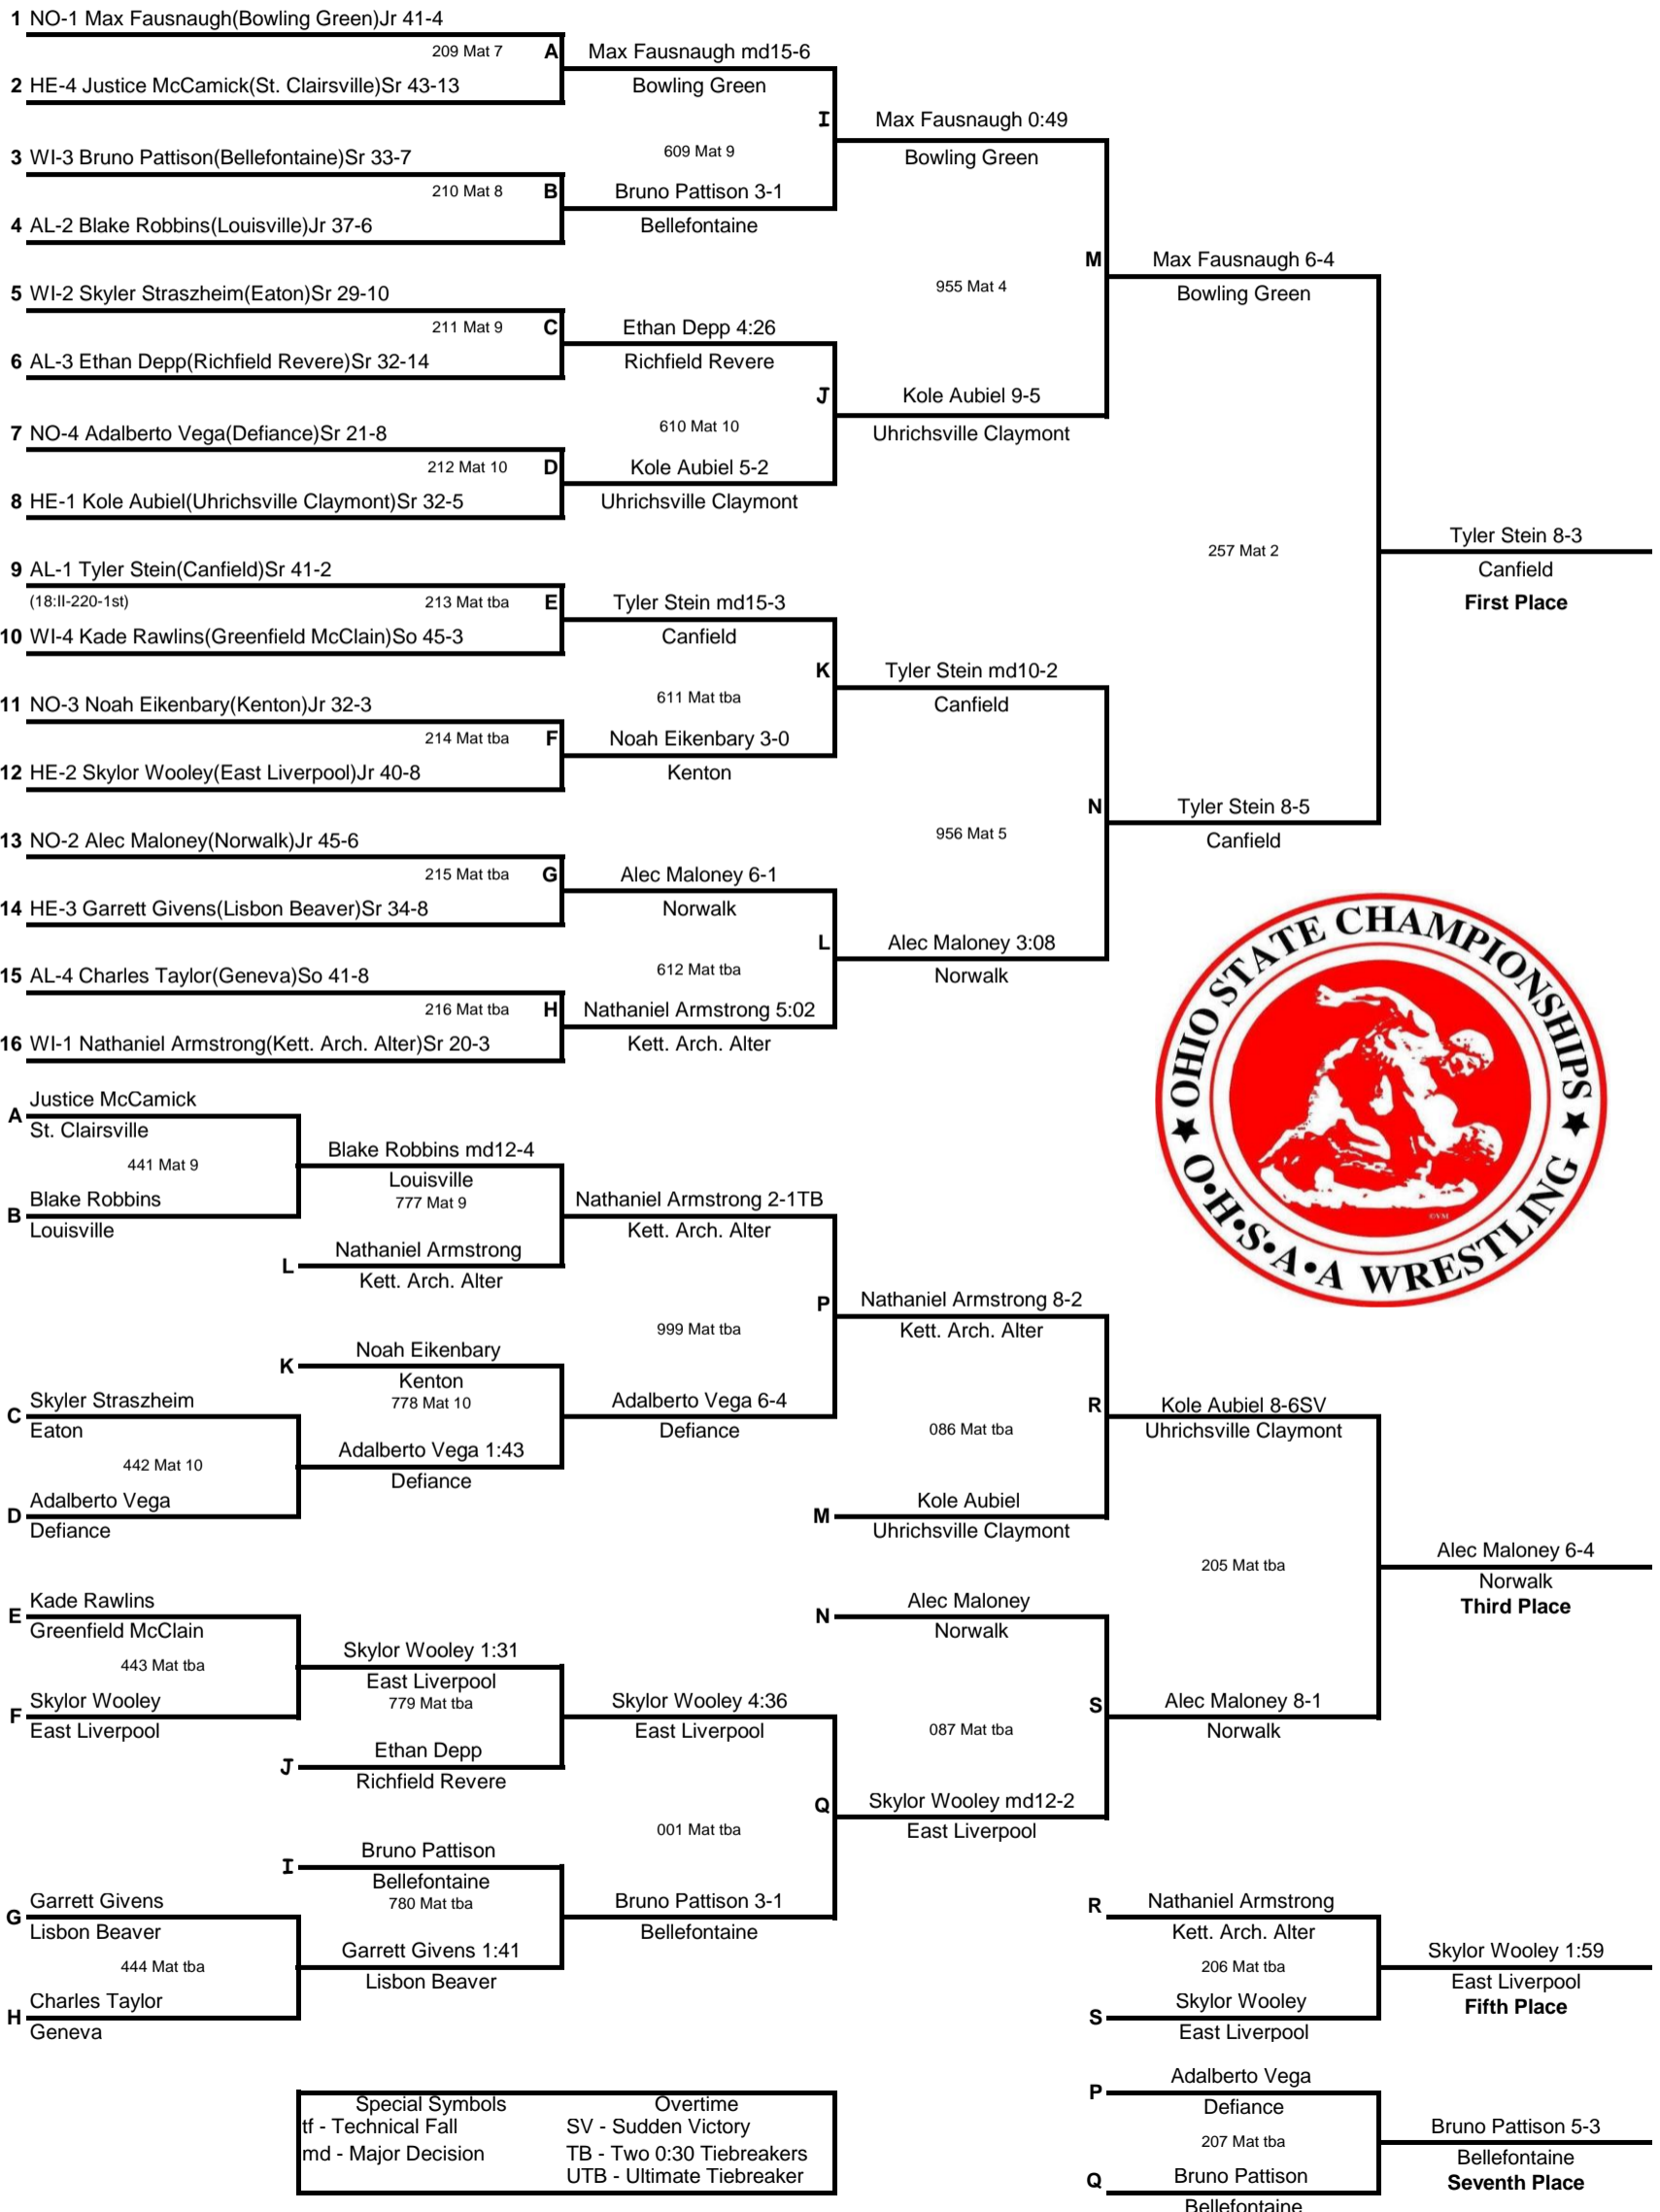 1 NO-1 Max Fausnaugh(Bowling Green)Jr 41-4
209 Mat 7 A
2 HE-4 Justice McCamick(St. Clairsville)Sr 43-13
Max Fausnaugh md15-6
Bowling Green
3 WI-3 Bruno Pattison(Bellefontaine)Sr 33-7
210 Mat 8 B
4 AL-2 Blake Robbins(Louisville)Jr 37-6
Bruno Pattison 3-1
Bellefontaine
609 Mat 9 I
Max Fausnaugh 0:49
Bowling Green
5 WI-2 Skyler Straszheim(Eaton)Sr 29-10
211 Mat 9 C
6 AL-3 Ethan Depp(Richfield Revere)Sr 32-14
Ethan Depp 4:26
Richfield Revere
7 NO-4 Adalberto Vega(Defiance)Sr 21-8
212 Mat 10 D
8 HE-1 Kole Aubiel(Uhrichsville Claymont)Sr 32-5
Kole Aubiel 5-2
Uhrichsville Claymont
610 Mat 10 J
Kole Aubiel 9-5
Uhrichsville Claymont
955 Mat 4 M
Max Fausnaugh 6-4
Bowling Green
9 AL-1 Tyler Stein(Canfield)Sr 41-2
(18:II-220-1st)
213 Mat tba E
10 WI-4 Kade Rawlins(Greenfield McClain)So 45-3
Tyler Stein md15-3
Canfield
11 NO-3 Noah Eikenbary(Kenton)Jr 32-3
214 Mat tba F
12 HE-2 Skylor Wooley(East Liverpool)Jr 40-8
Noah Eikenbary 3-0
Kenton
611 Mat tba K
Tyler Stein md10-2
Canfield
13 NO-2 Alec Maloney(Norwalk)Jr 45-6
215 Mat tba G
14 HE-3 Garrett Givens(Lisbon Beaver)Sr 34-8
Alec Maloney 6-1
Norwalk
15 AL-4 Charles Taylor(Geneva)So 41-8
216 Mat tba H
16 WI-1 Nathaniel Armstrong(Kett. Arch. Alter)Sr 20-3
Nathaniel Armstrong 5:02
Kett. Arch. Alter
612 Mat tba L
Alec Maloney 3:08
Norwalk
956 Mat 5 N
Tyler Stein 8-5
Canfield
257 Mat 2
Tyler Stein 8-3
Canfield
First Place
OHIO STATE CHAMPIONSHIPS
O•H•S•A•A WRESTLING
©VM
A Justice McCamick
St. Clairsville
441 Mat 9
B Blake Robbins
Louisville
Blake Robbins md12-4
Louisville
777 Mat 9
L Nathaniel Armstrong
Kett. Arch. Alter
Nathaniel Armstrong 2-1TB
Kett. Arch. Alter
K Noah Eikenbary
Kenton
778 Mat 10
C Skyler Straszheim
Eaton
442 Mat 10
D Adalberto Vega
Defiance
Adalberto Vega 1:43
Defiance
Adalberto Vega 6-4
Defiance
999 Mat tba P
Nathaniel Armstrong 8-2
Kett. Arch. Alter
086 Mat tba R
M Kole Aubiel
Uhrichsville Claymont
Kole Aubiel 8-6SV
Uhrichsville Claymont
E Kade Rawlins
Greenfield McClain
443 Mat tba
F Skylor Wooley
East Liverpool
Skylor Wooley 1:31
East Liverpool
779 Mat tba
J Ethan Depp
Richfield Revere
Skylor Wooley 4:36
East Liverpool
I Bruno Pattison
Bellefontaine
780 Mat tba
G Garrett Givens
Lisbon Beaver
444 Mat tba
H Charles Taylor
Geneva
Garrett Givens 1:41
Lisbon Beaver
Bruno Pattison 3-1
Bellefontaine
001 Mat tba Q
Skylor Wooley md12-2
East Liverpool
N Alec Maloney
Norwalk
087 Mat tba S
Alec Maloney 8-1
Norwalk
205 Mat tba
Alec Maloney 6-4
Norwalk
Third Place
R Nathaniel Armstrong
Kett. Arch. Alter
206 Mat tba
S Skylor Wooley
East Liverpool
Skylor Wooley 1:59
East Liverpool
Fifth Place
P Adalberto Vega
Defiance
207 Mat tba
Q Bruno Pattison
Bellefontaine
Bruno Pattison 5-3
Bellefontaine
Seventh Place
Special Symbols Overtime
tf - Technical Fall SV - Sudden Victory
md - Major Decision TB - Two 0:30 Tiebreakers
UTB - Ultimate Tiebreaker